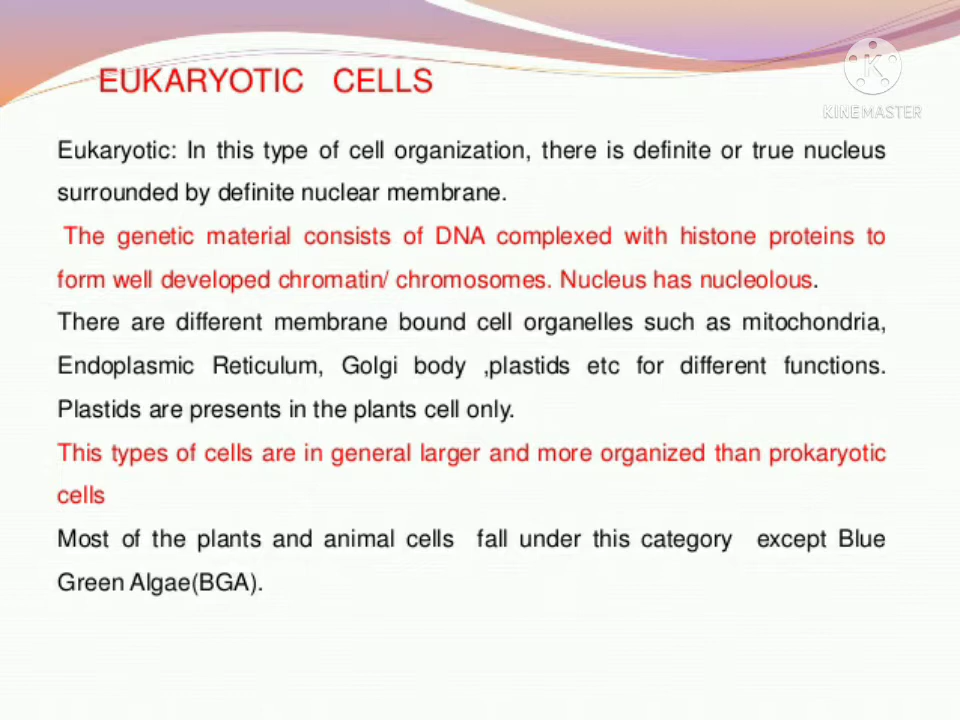 EUKARYOTIC CELLS
K
KINEMASTER
Eukaryotic: In this type of cell organization, there is definite or true nucleus
surrounded by definite nuclear membrane.
The genetic material consists of DNA complexed with histone proteins to
form well developed chromatin/ chromosomes. Nucleus has nucleolous.
There are different membrane bound cell organelles such as mitochondria,
Endoplasmic Reticulum, Golgi body ,plastids etc for different functions.
Plastids are presents in the plants cell only.
This types of cells are in general larger and more organized than prokaryotic
cells
Most of the plants and animal cells fall under this category except Blue
Green Algae(BGA).